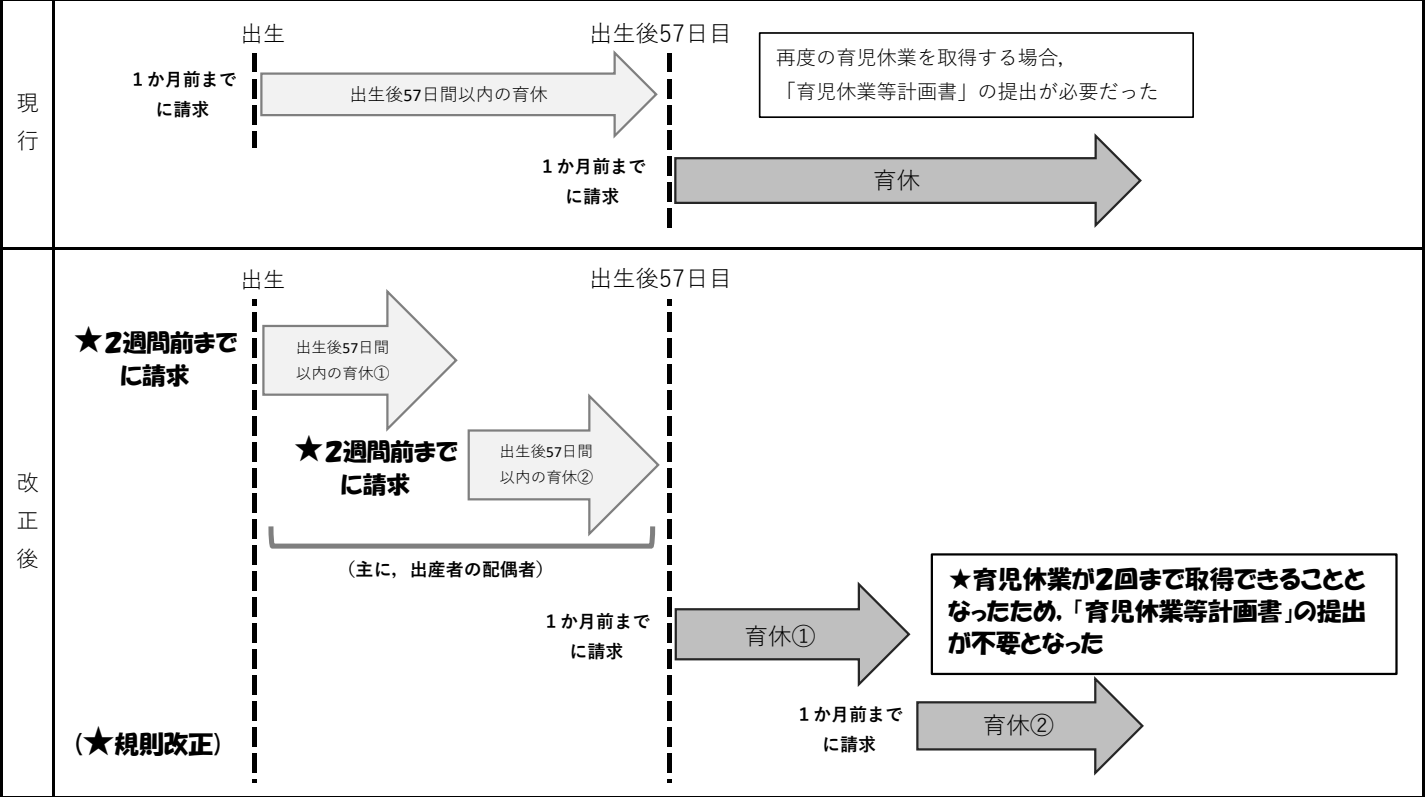 現行
出生
出生後57日目
1か月前まで
に請求
出生後57日間以内の育休
再度の育児休業を取得する場合,
「育児休業等計画書」の提出が必要だった
1か月前まで
に請求
育休
改正後
出生
出生後57日目
★2週間前まで
に請求
出生後57日間
以内の育休①
★2週間前まで
に請求
出生後57日間
以内の育休②
(主に,出産者の配偶者)
1か月前まで
に請求
育休①
★育児休業が2回まで取得できることと
なったため,「育児休業等計画書」の提出
が不要となった
1か月前まで
に請求
育休②
(★規則改正)